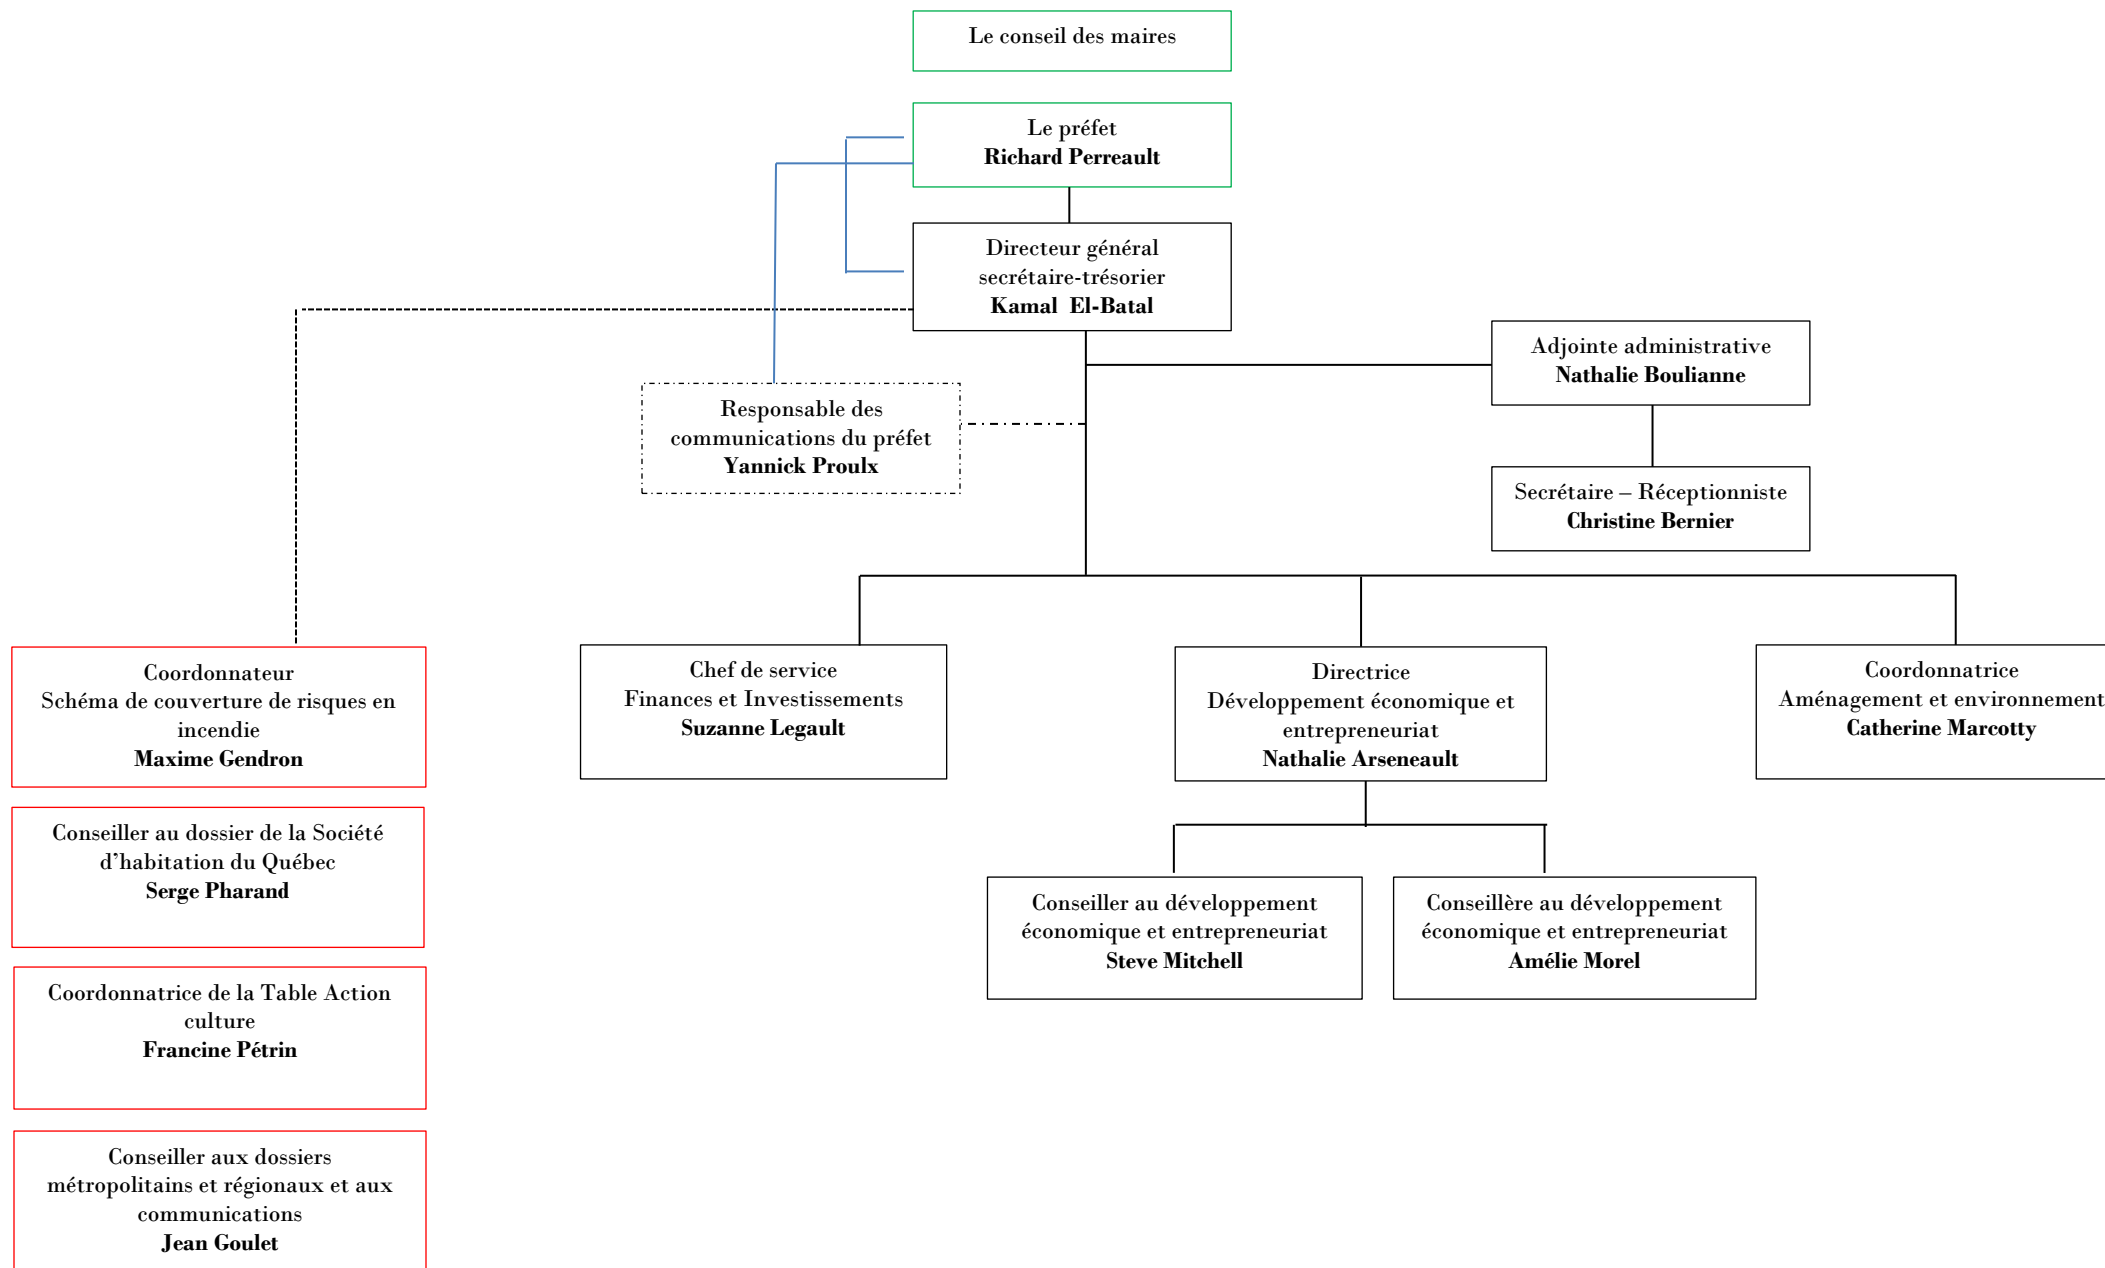 Le conseil des maires
Le préfet
Richard Perreault
Directeur général
secrétaire-trésorier
Kamal El-Batal
Adjointe administrative
Nathalie Boulianne
Responsable des
communications du préfet
Yannick Proulx
Secrétaire – Réceptionniste
Christine Bernier
Coordonnateur
Schéma de couverture de risques en
incendie
Maxime Gendron
Chef de service
Finances et Investissements
Suzanne Legault
Directrice
Développement économique et
entrepreneuriat
Nathalie Arseneault
Coordonnatrice
Aménagement et environnement
Catherine Marcotty
Conseiller au dossier de la Société
d'habitation du Québec
Serge Pharand
Conseiller au développement
économique et entrepreneuriat
Steve Mitchell
Conseillère au développement
économique et entrepreneuriat
Amélie Morel
Coordonnatrice de la Table Action
culture
Francine Pétrin
Conseiller aux dossiers
métropolitains et régionaux et aux
communications
Jean Goulet